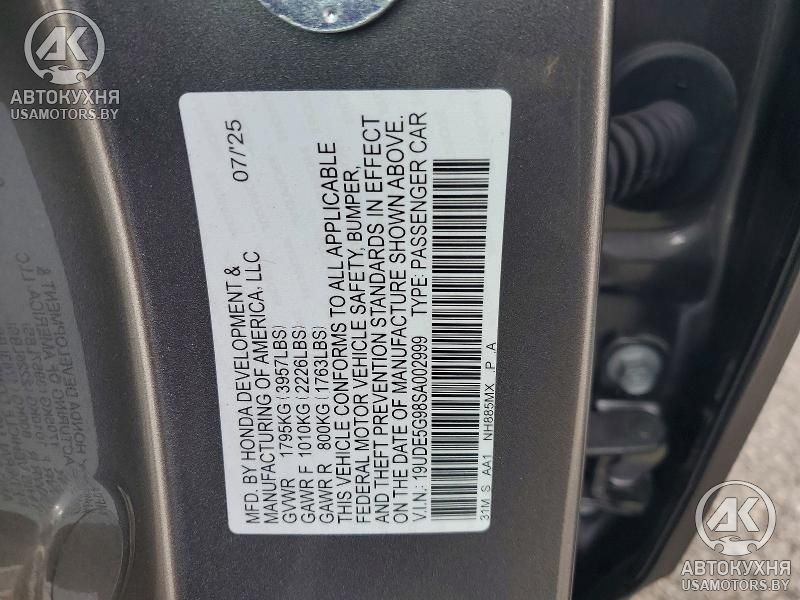 AK
АВТОКУХНЯ
USAMOTORS.BY
07/'25
MFD. BY HONDA DEVELOPMENT &
MANUFACTURING OF AMERICA, LLC
GVWR 1795KG(3957LBS)
GAWR F 1010KG(2226LBS)
GAWR R 800KG(1763LBS)
THIS VEHICLE CONFORMS TO ALL APPLICABLE
FEDERAL MOTOR VEHICLE SAFETY, BUMPER,
AND THEFT PREVENTION STANDARDS IN EFFECT
ON THE DATE OF MANUFACTURE SHOWN ABOVE.
V.I.N.: 19UDE5G98SA002999 TYPE: PASSENGER CAR
31M S AA1 NH885MX .P .A
AK
АВТОКУХНЯ
USAMOTORS.BY